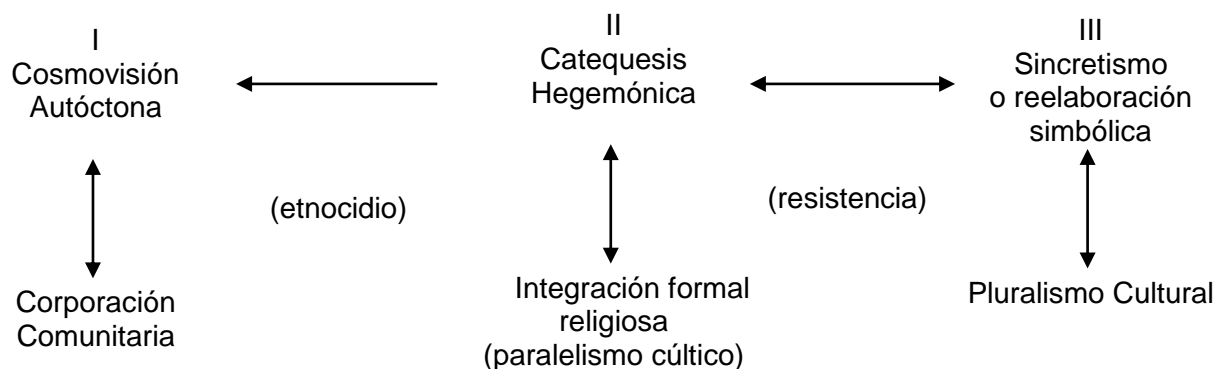 I
Cosmovisión
Autóctona
II
Catequesis
Hegemónica
III
Sincretismo
o reelaboración
simbólica
(etnocidio)
(resistencia)
Corporación
Comunitaria
Integración formal
religiosa
(paralelismo cúltico)
Pluralismo Cultural